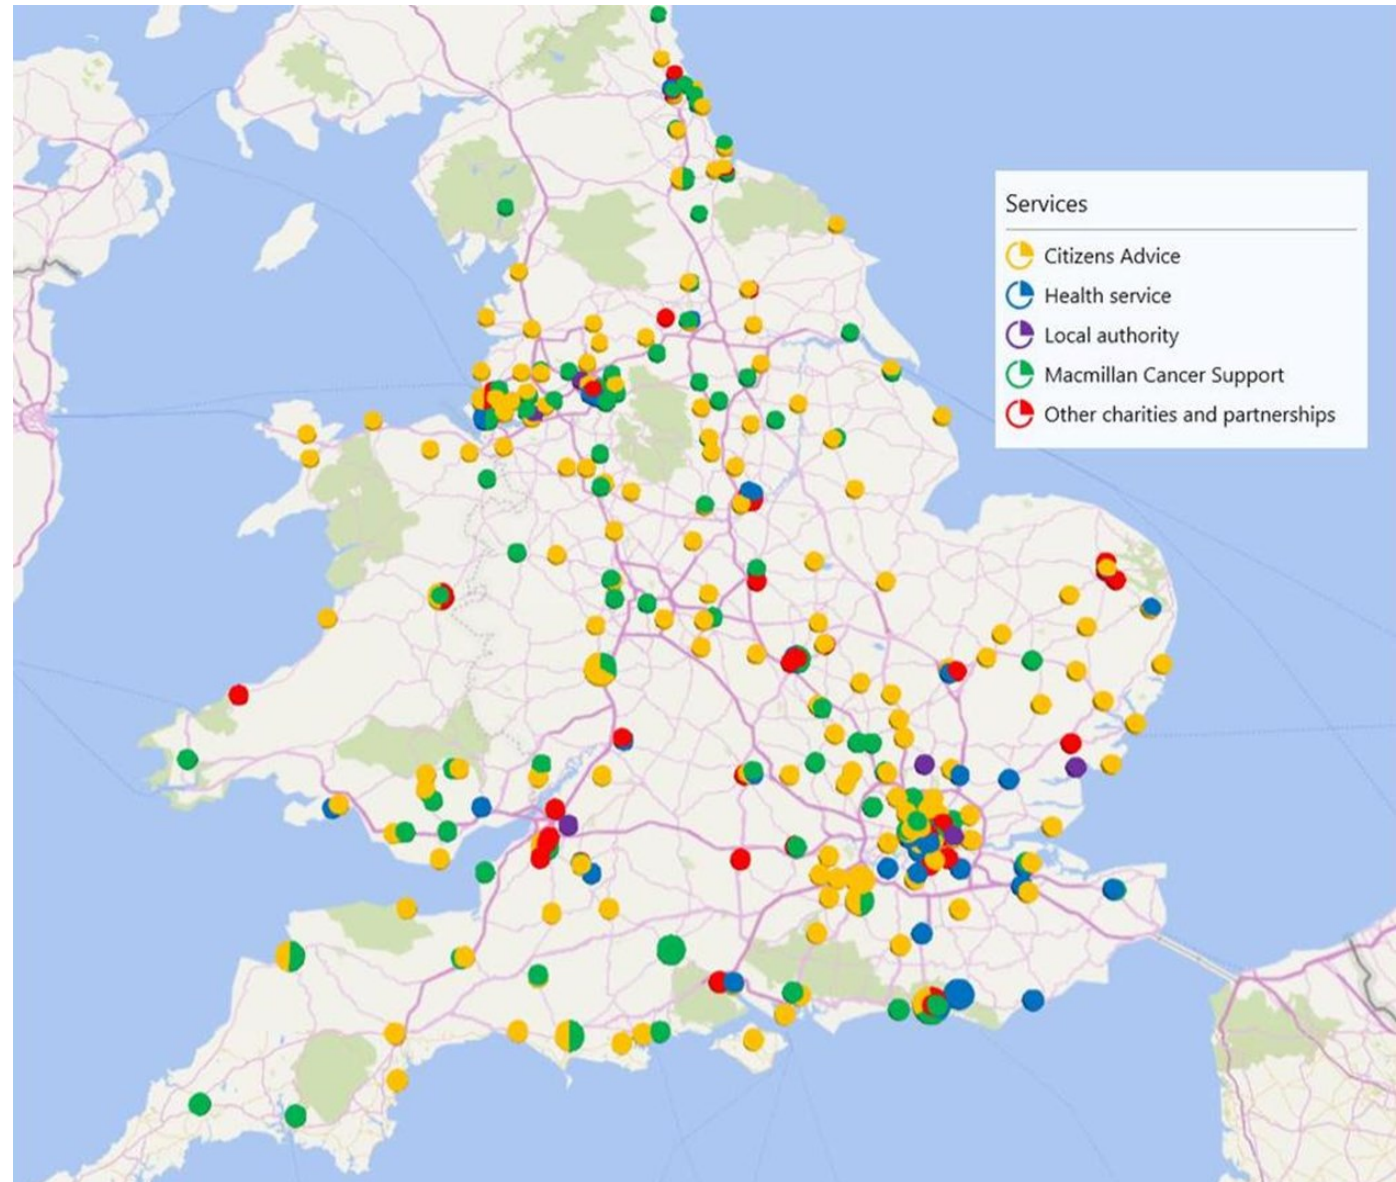 Services
Citizens Advice
Health service
Local authority
Macmillan Cancer Support
Other charities and partnerships